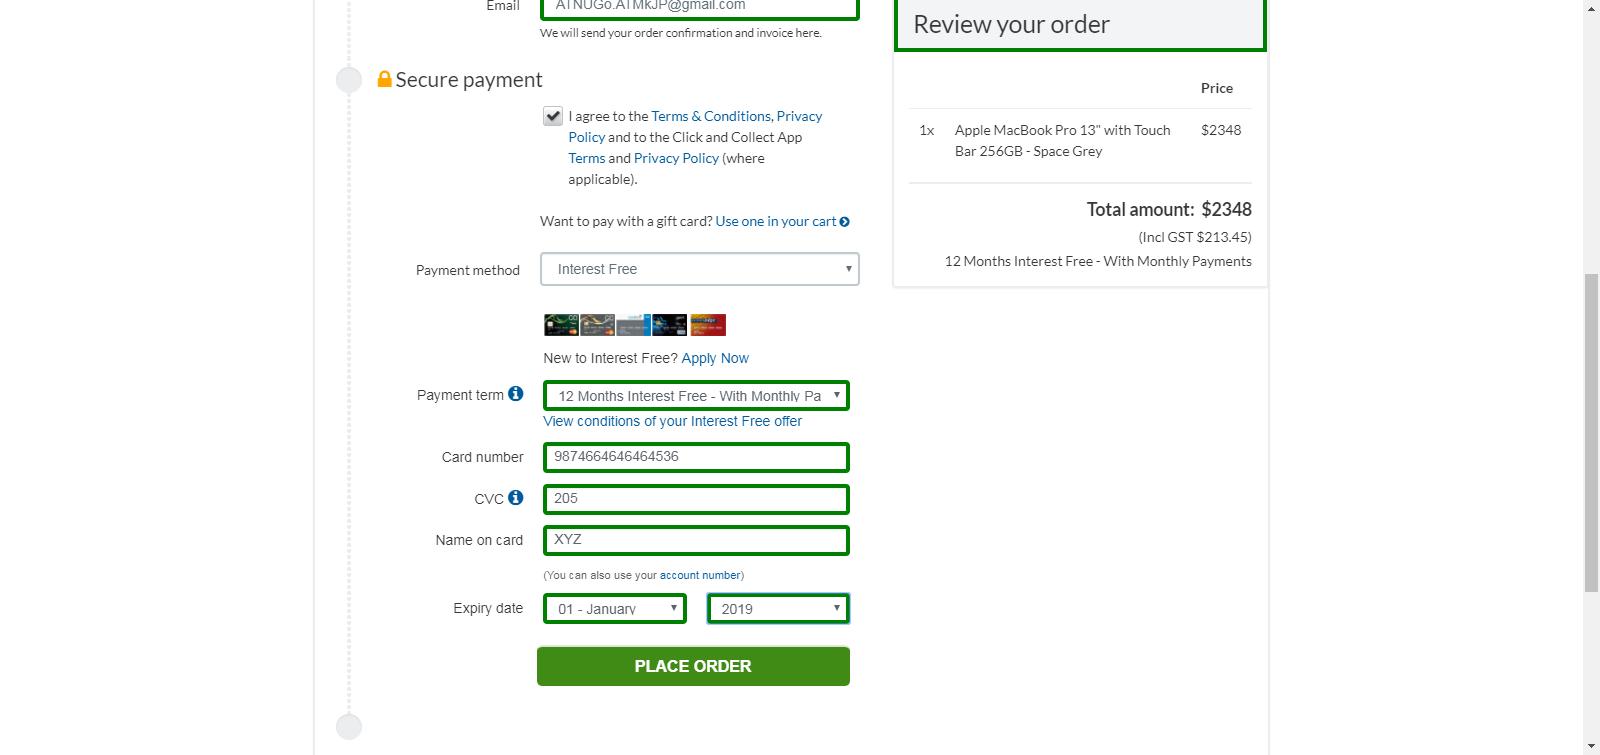 Email
ATNUGo.ATMkJP@gmail.com
We will send your order confirmation and invoice here.
Secure payment
I agree to the Terms & Conditions, Privacy
Policy and to the Click and Collect App
Terms and Privacy Policy (where
applicable).
Want to pay with a gift card? Use one in your cart
Payment method
Interest Free
New to Interest Free? Apply Now
Payment term
12 Months Interest Free - With Monthly Pa
View conditions of your Interest Free offer
Card number
9874664646464536
CVC
205
Name on card
XYZ
(You can also use your account number)
Expiry date
01 - January
2019
PLACE ORDER
Review your order
Price
1x Apple MacBook Pro 13" with Touch $2348
Bar 256GB - Space Grey
Total amount: $2348
(Incl GST $213.45)
12 Months Interest Free - With Monthly Payments